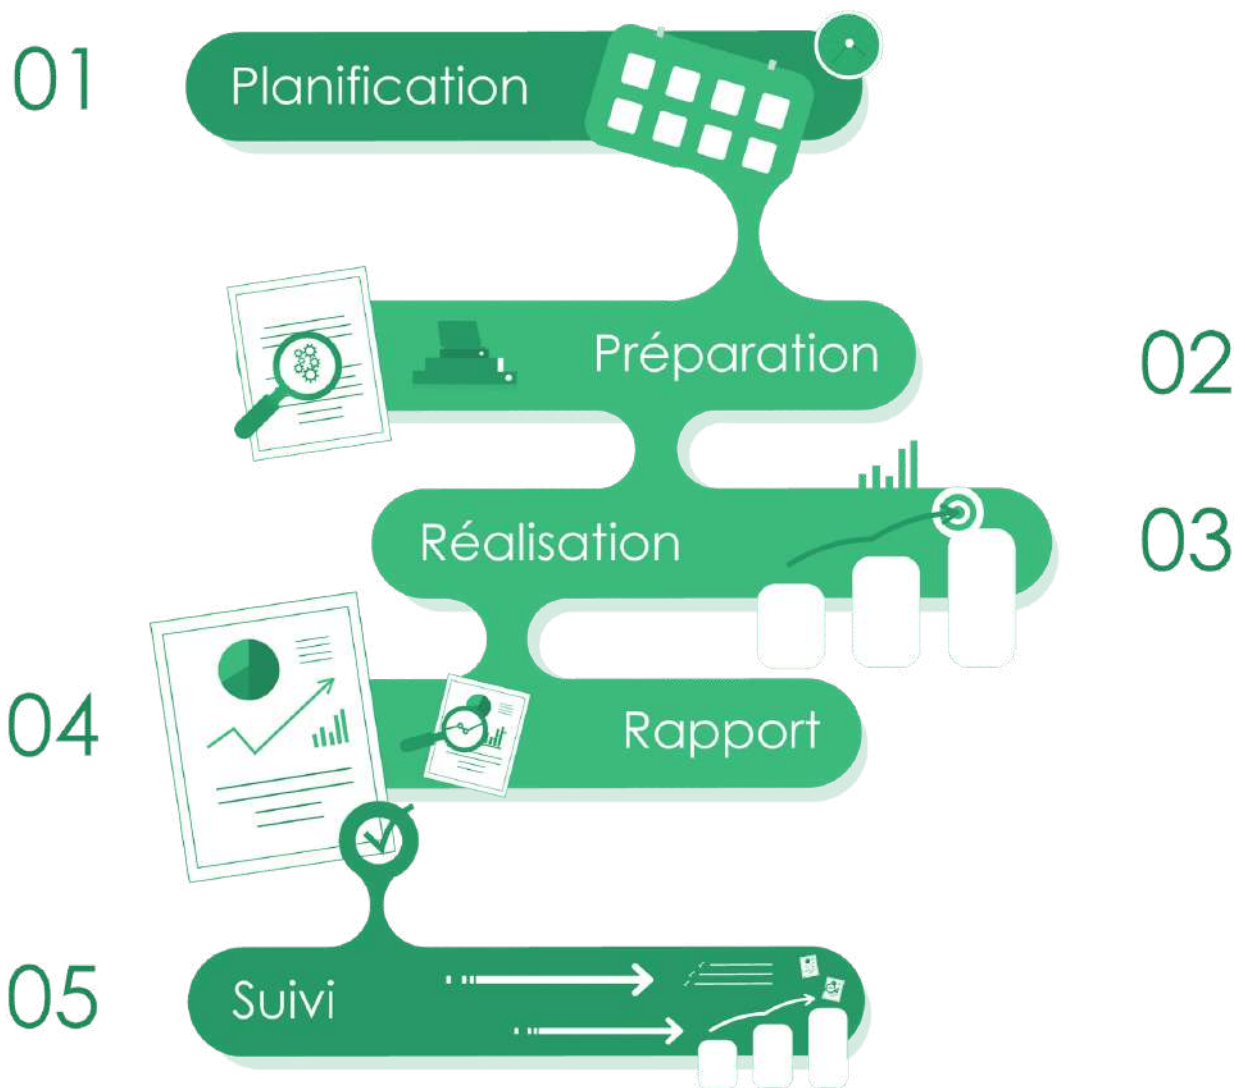 01
Planification
Préparation
02
Réalisation
03
04
Rapport
05
Suivi